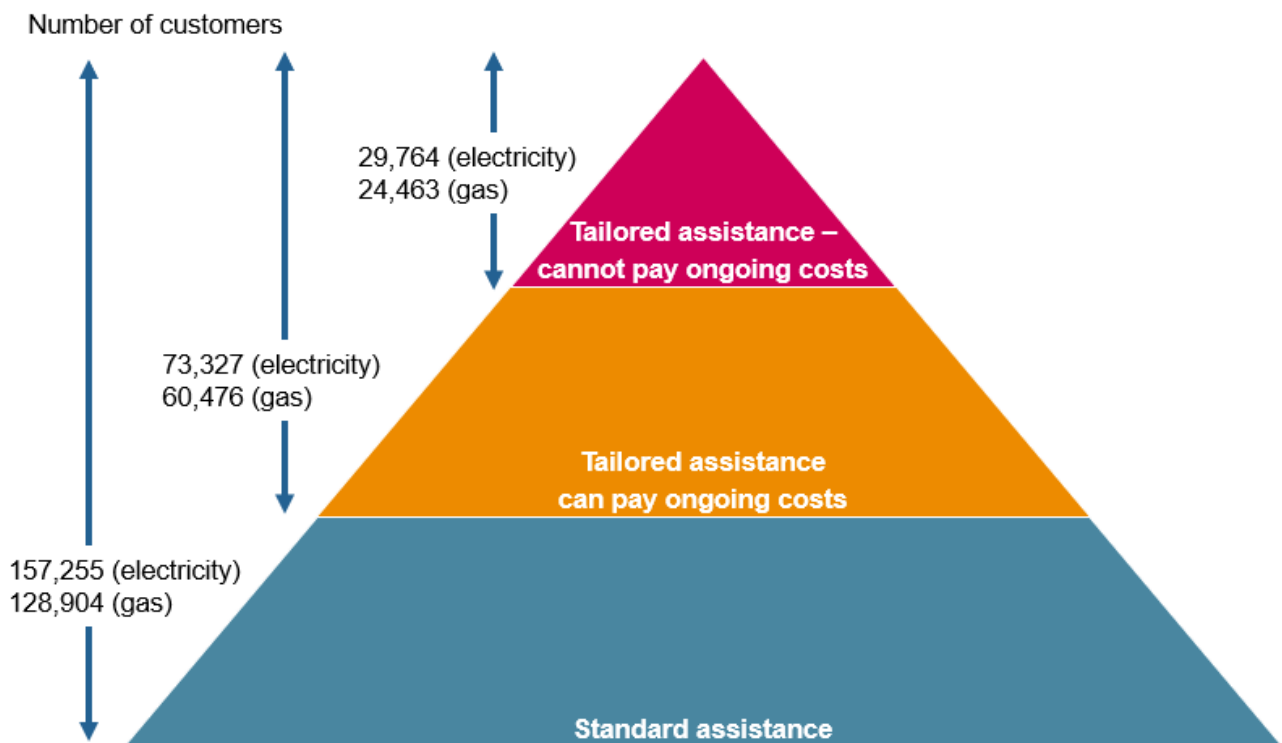 Number of customers
29,764 (electricity)
24,463 (gas)
Tailored assistance –
cannot pay ongoing costs
73,327 (electricity)
60,476 (gas)
Tailored assistance
can pay ongoing costs
157,255 (electricity)
128,904 (gas)
Standard assistance